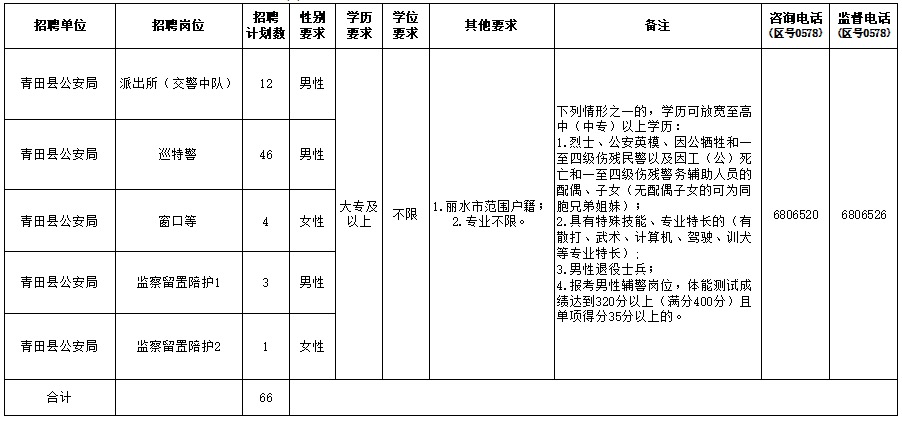 招聘单位 招聘岗位 招聘计划数 性别要求 学历要求 学位要求 其他要求 备注 咨询电话(区号0578) 监督电话(区号0578)
青田县公安局 派出所（交警中队） 12 男性
青田县公安局 巡特警 46 男性
青田县公安局 窗口等 4 女性
青田县公安局 监察留置陪护1 3 男性
青田县公安局 监察留置陪护2 1 女性
大专及
以上
不限
1.丽水市范围户籍；
2.专业不限。
下列情形之一的，学历可放宽至高
中（中专）以上学历：
1.烈士、公安英模、因公牺牲和一
至四级伤残民警以及因工（公）死
亡和一至四级伤残警务辅助人员的
配偶、子女（无配偶子女的可为同
胞兄弟姐妹）；
2.具有特殊技能、专业特长的（有
散打、武术、计算机、驾驶、训犬
等专业特长）；
3.男性退役士兵；
4.报考男性辅警岗位，体能测试成
绩达到320分以上（满分400分）且
单项得分35分以上的。
6806520
6806526
合计 66